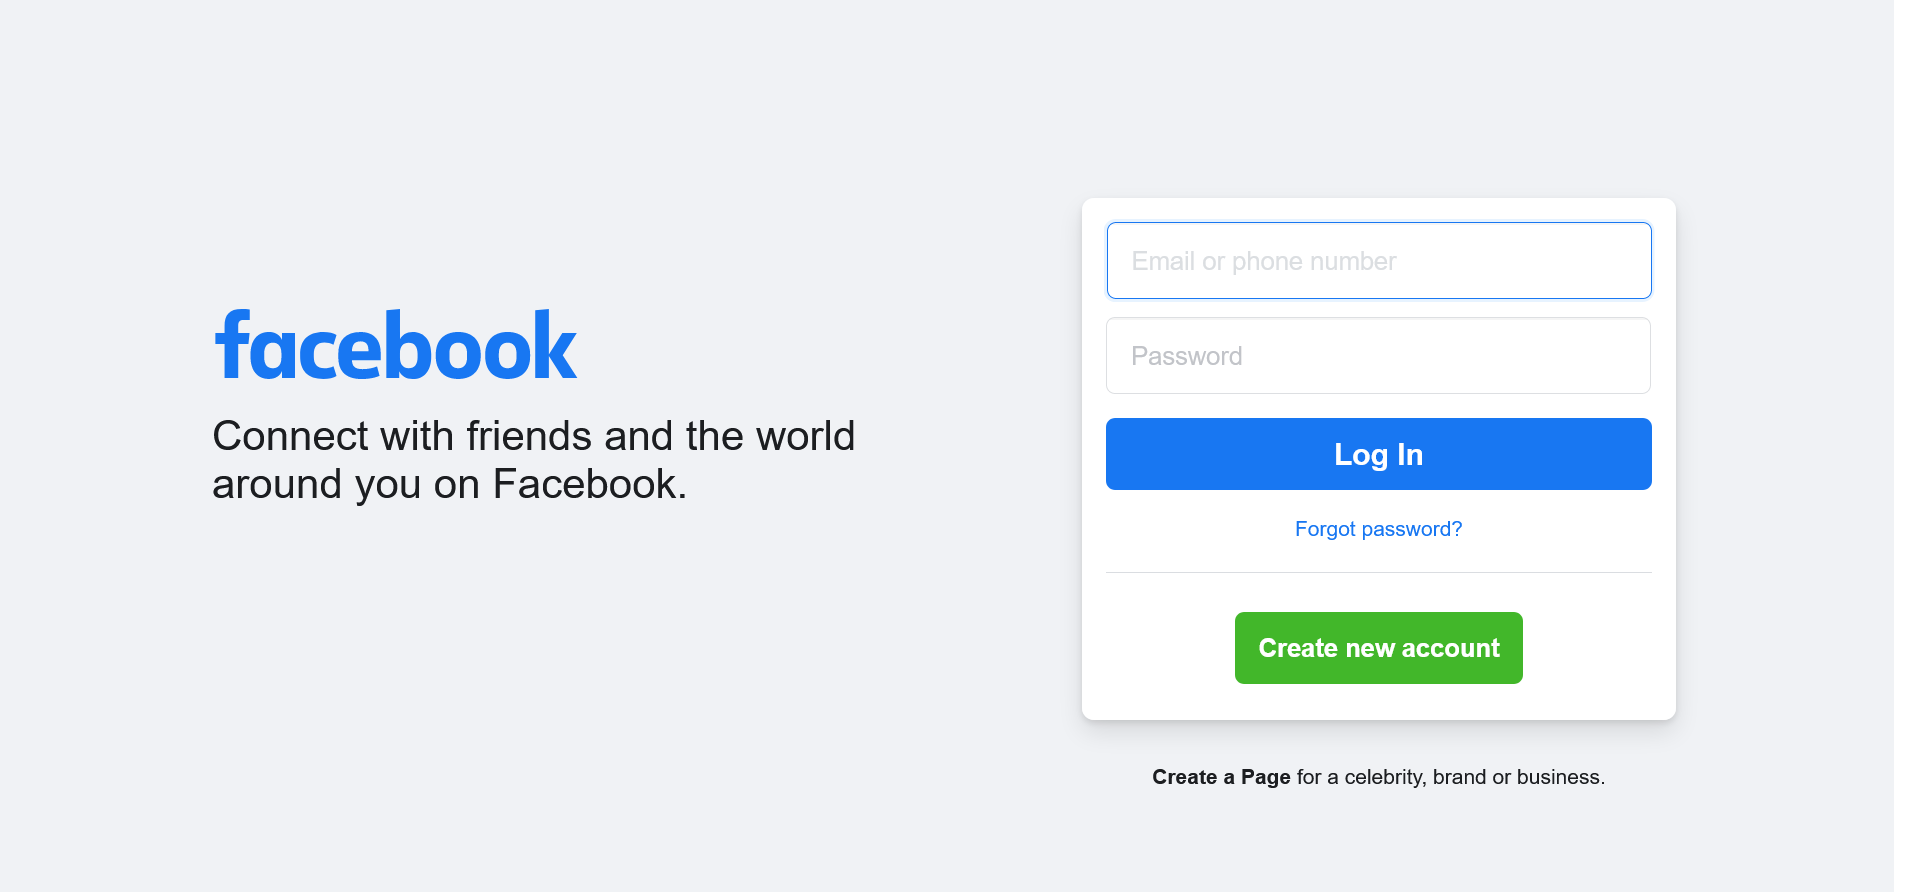 facebook
Connect with friends and the world
around you on Facebook.
Email or phone number
Password
Log In
Forgot password?
Create new account
Create a Page for a celebrity, brand or business.